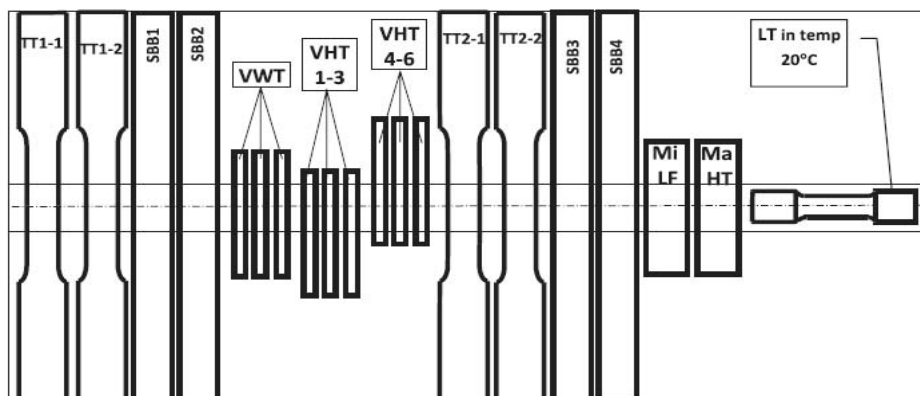 TT1-1
TT1-2
SBB1
SBB2
VWT
VHT
1-3
VHT
4-6
TT2-1
TT2-2
SBB3
SBB4
Mi
LF
Ma
HT
LT in temp
20°C